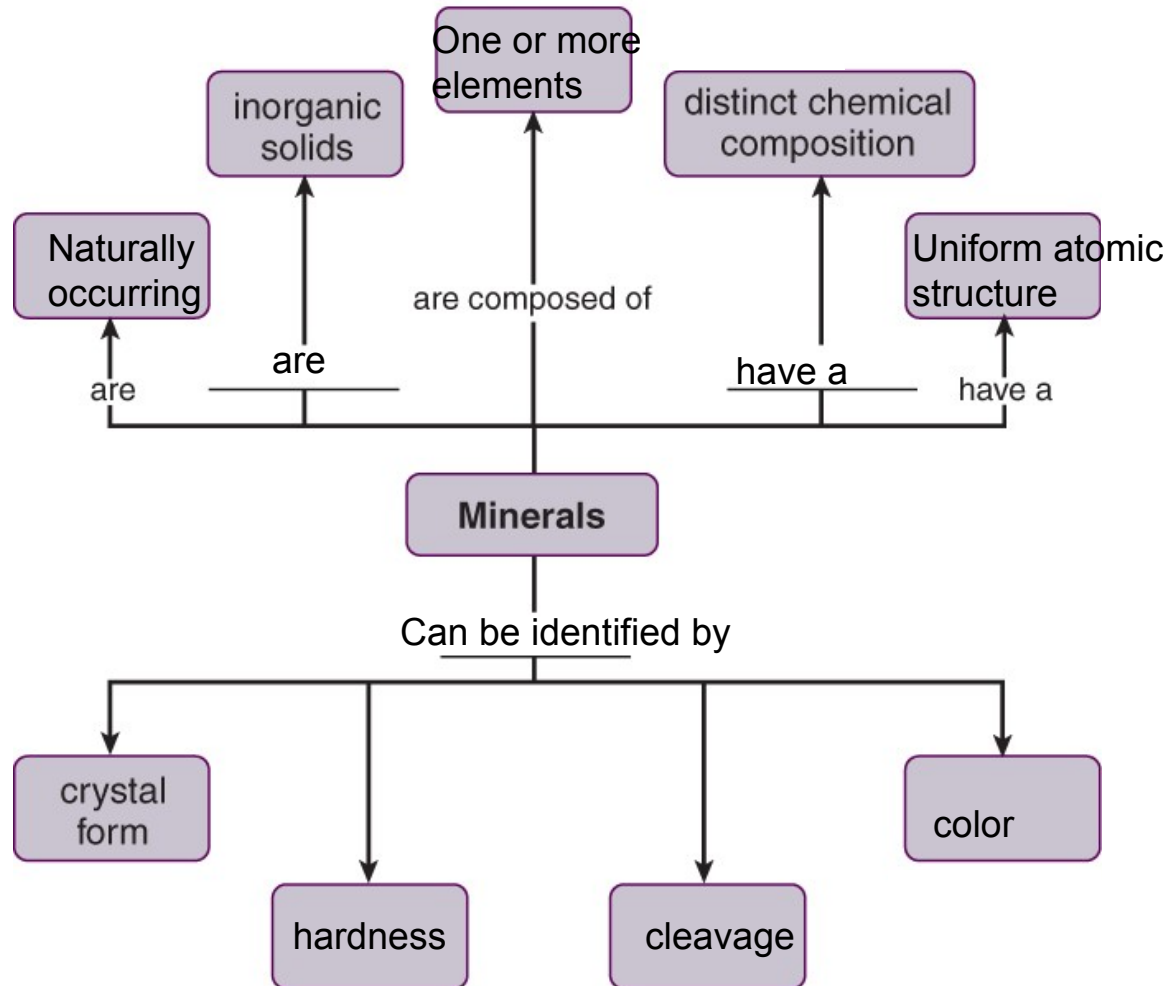 One or more
elements
inorganic
solids
distinct chemical
composition
Naturally
occurring
Uniform atomic
structure
are composed of
are
are
have a
have a
Minerals
Can be identified by
crystal
form
color
hardness
cleavage